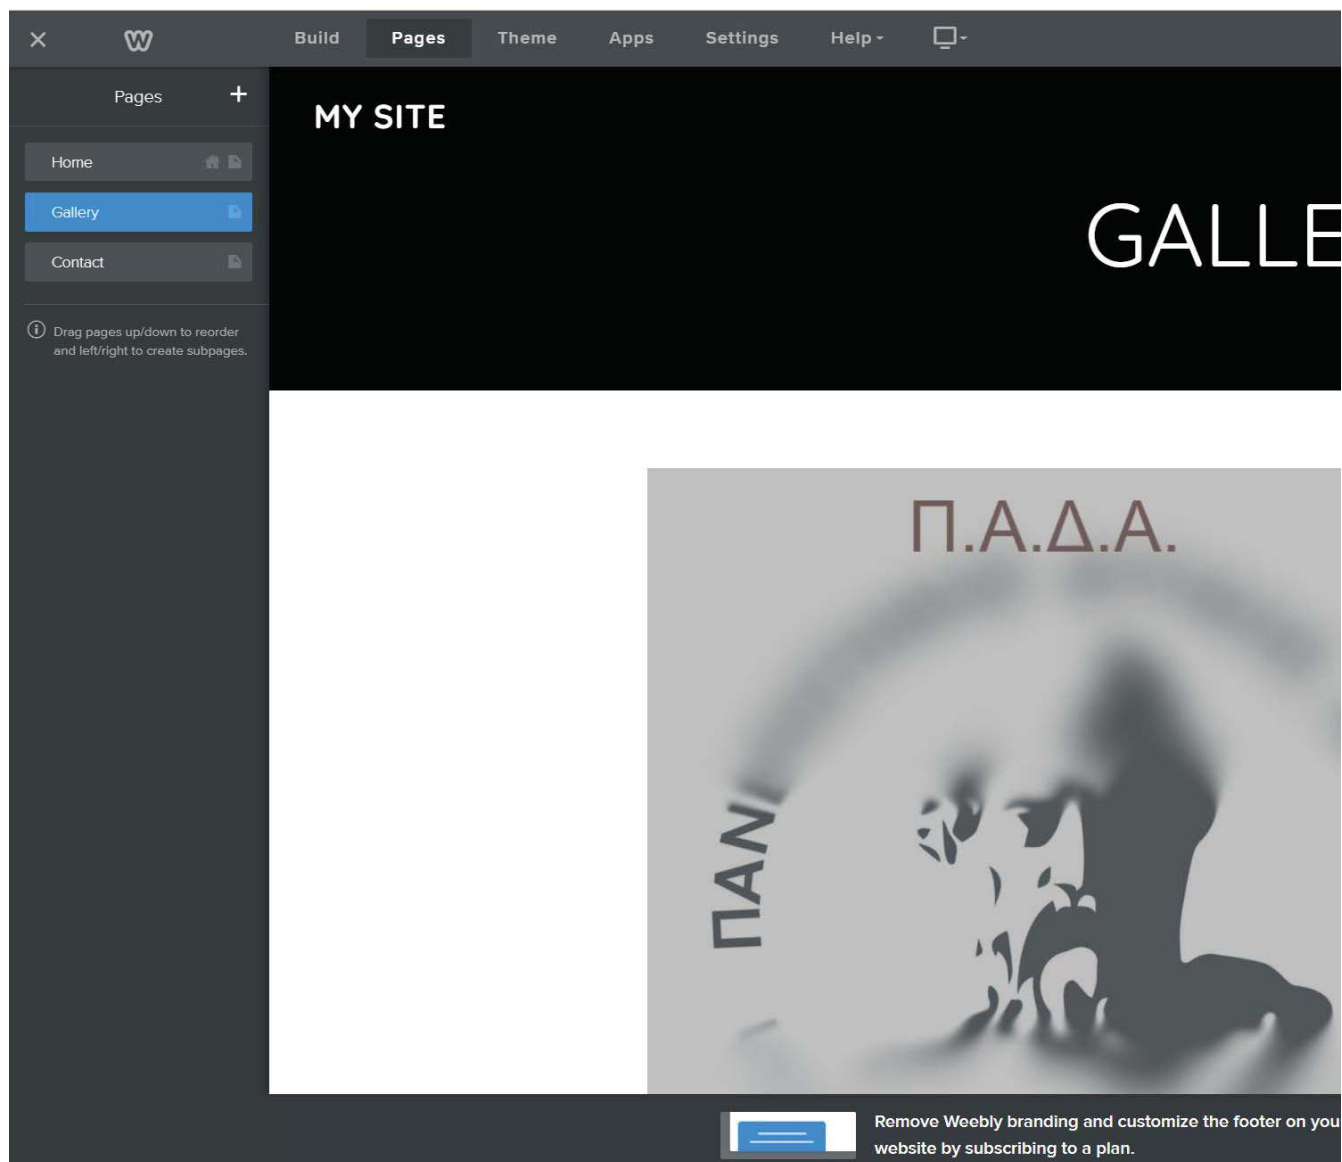 Build Pages Theme Apps Settings Help
Pages
Home
Gallery
Contact
Drag pages up/down to reorder
and left/right to create subpages.
MY SITE
GALLE
Π.Α.Δ.Α.
ΠΑΝ
Remove Weebly branding and customize the footer on you
website by subscribing to a plan.